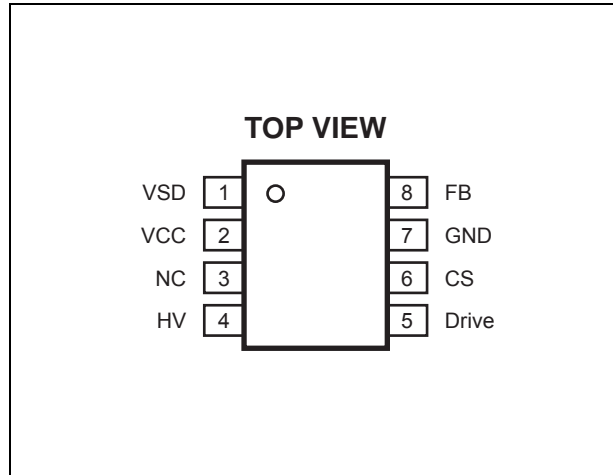 TOP VIEW
VSD 1 8 FB
VCC 2 7 GND
NC 3 6 CS
HV 4 5 Drive